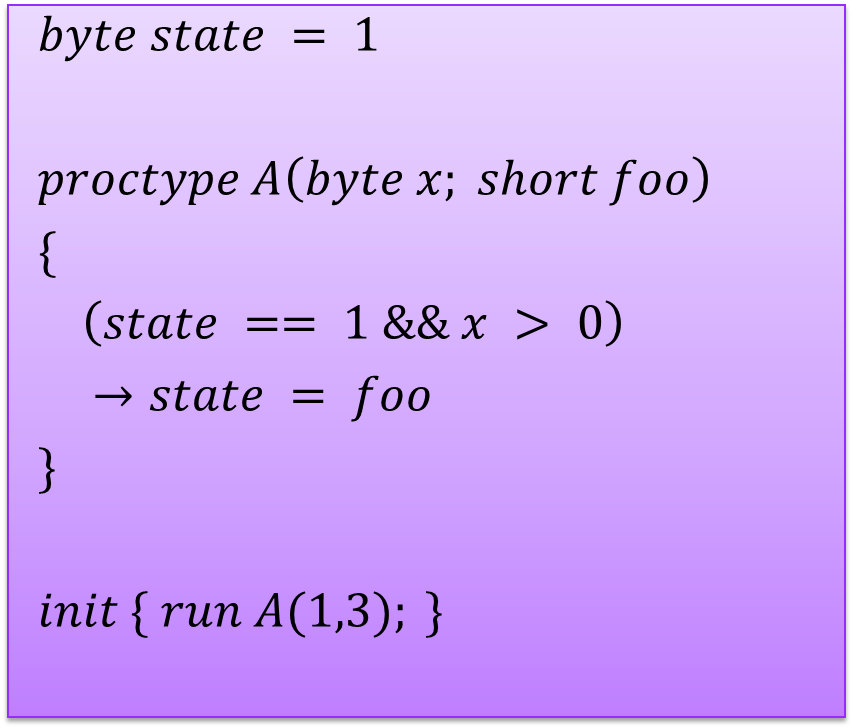 byte state = 1
proctype A(byte x; short foo)
{
(state == 1 && x > 0)
→ state = foo
}
init { run A(1,3); }